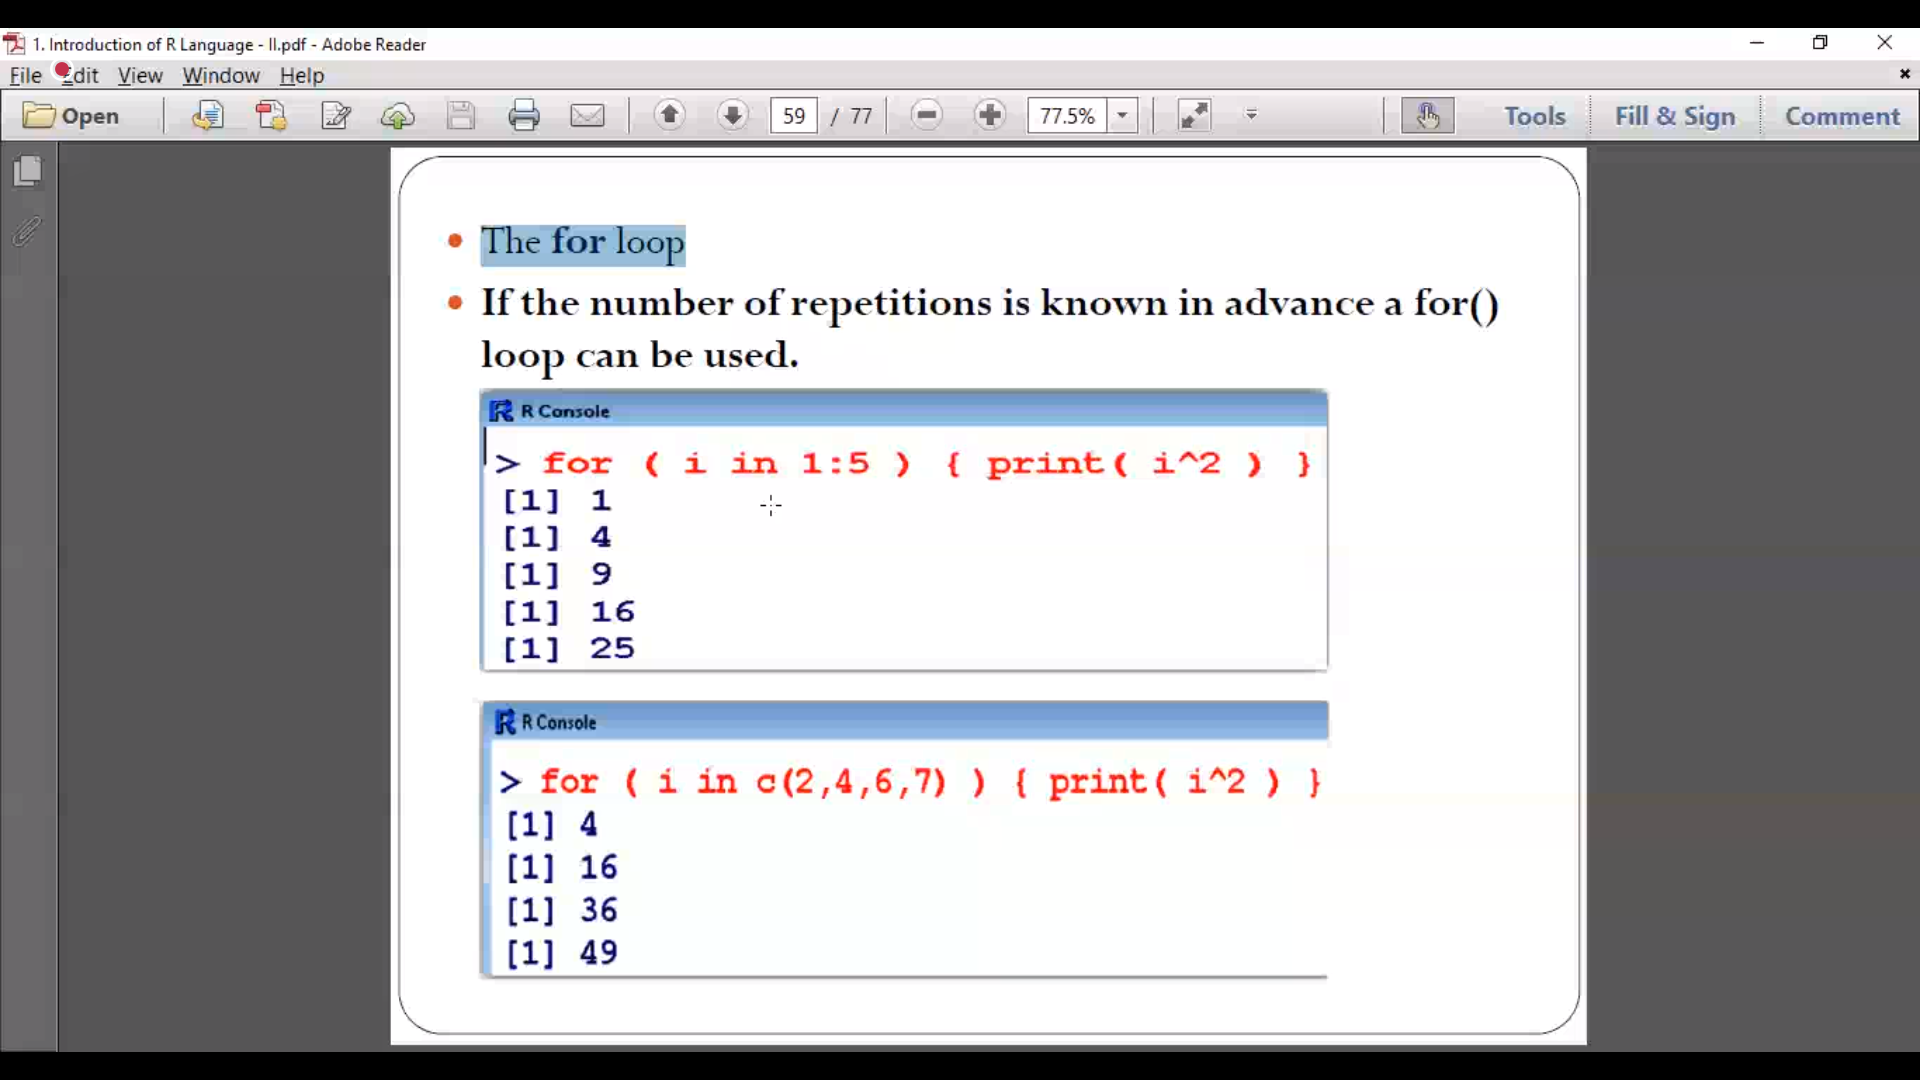 1. Introduction of R Language - II.pdf - Adobe Reader
File Edit View Window Help
Open 59 / 77 77.5% Tools Fill & Sign Comment
• The for loop
• If the number of repetitions is known in advance a for()
loop can be used.
R Console
> for ( i in 1:5 ) { print( i^2 ) }
[1] 1
[1] 4
[1] 9
[1] 16
[1] 25
R Console
> for ( i in c(2,4,6,7) ) { print( i^2 ) }
[1] 4
[1] 16
[1] 36
[1] 49